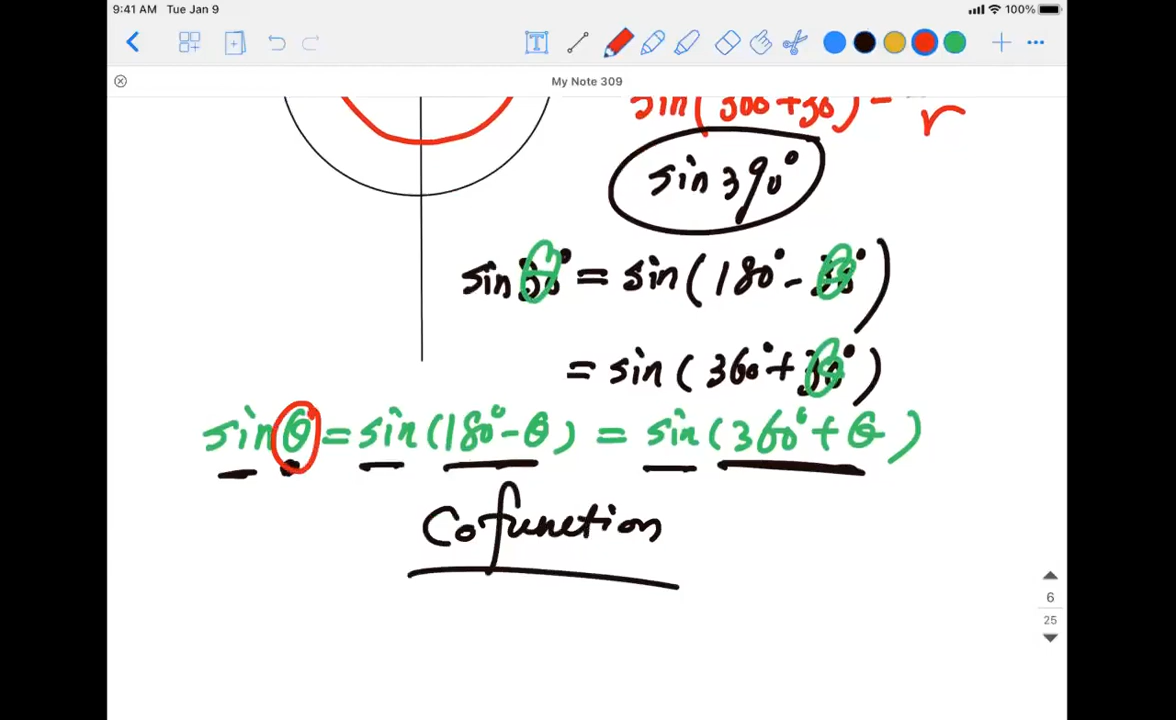 9:41 AM Tue Jan 9 100%
T
My Note 309
r
sin 390°
sin θ° = sin(180° - θ°)
= sin(360° + θ°)
sin θ = sin(180° - θ) = sin(360° + θ)
Cofunction
6
25